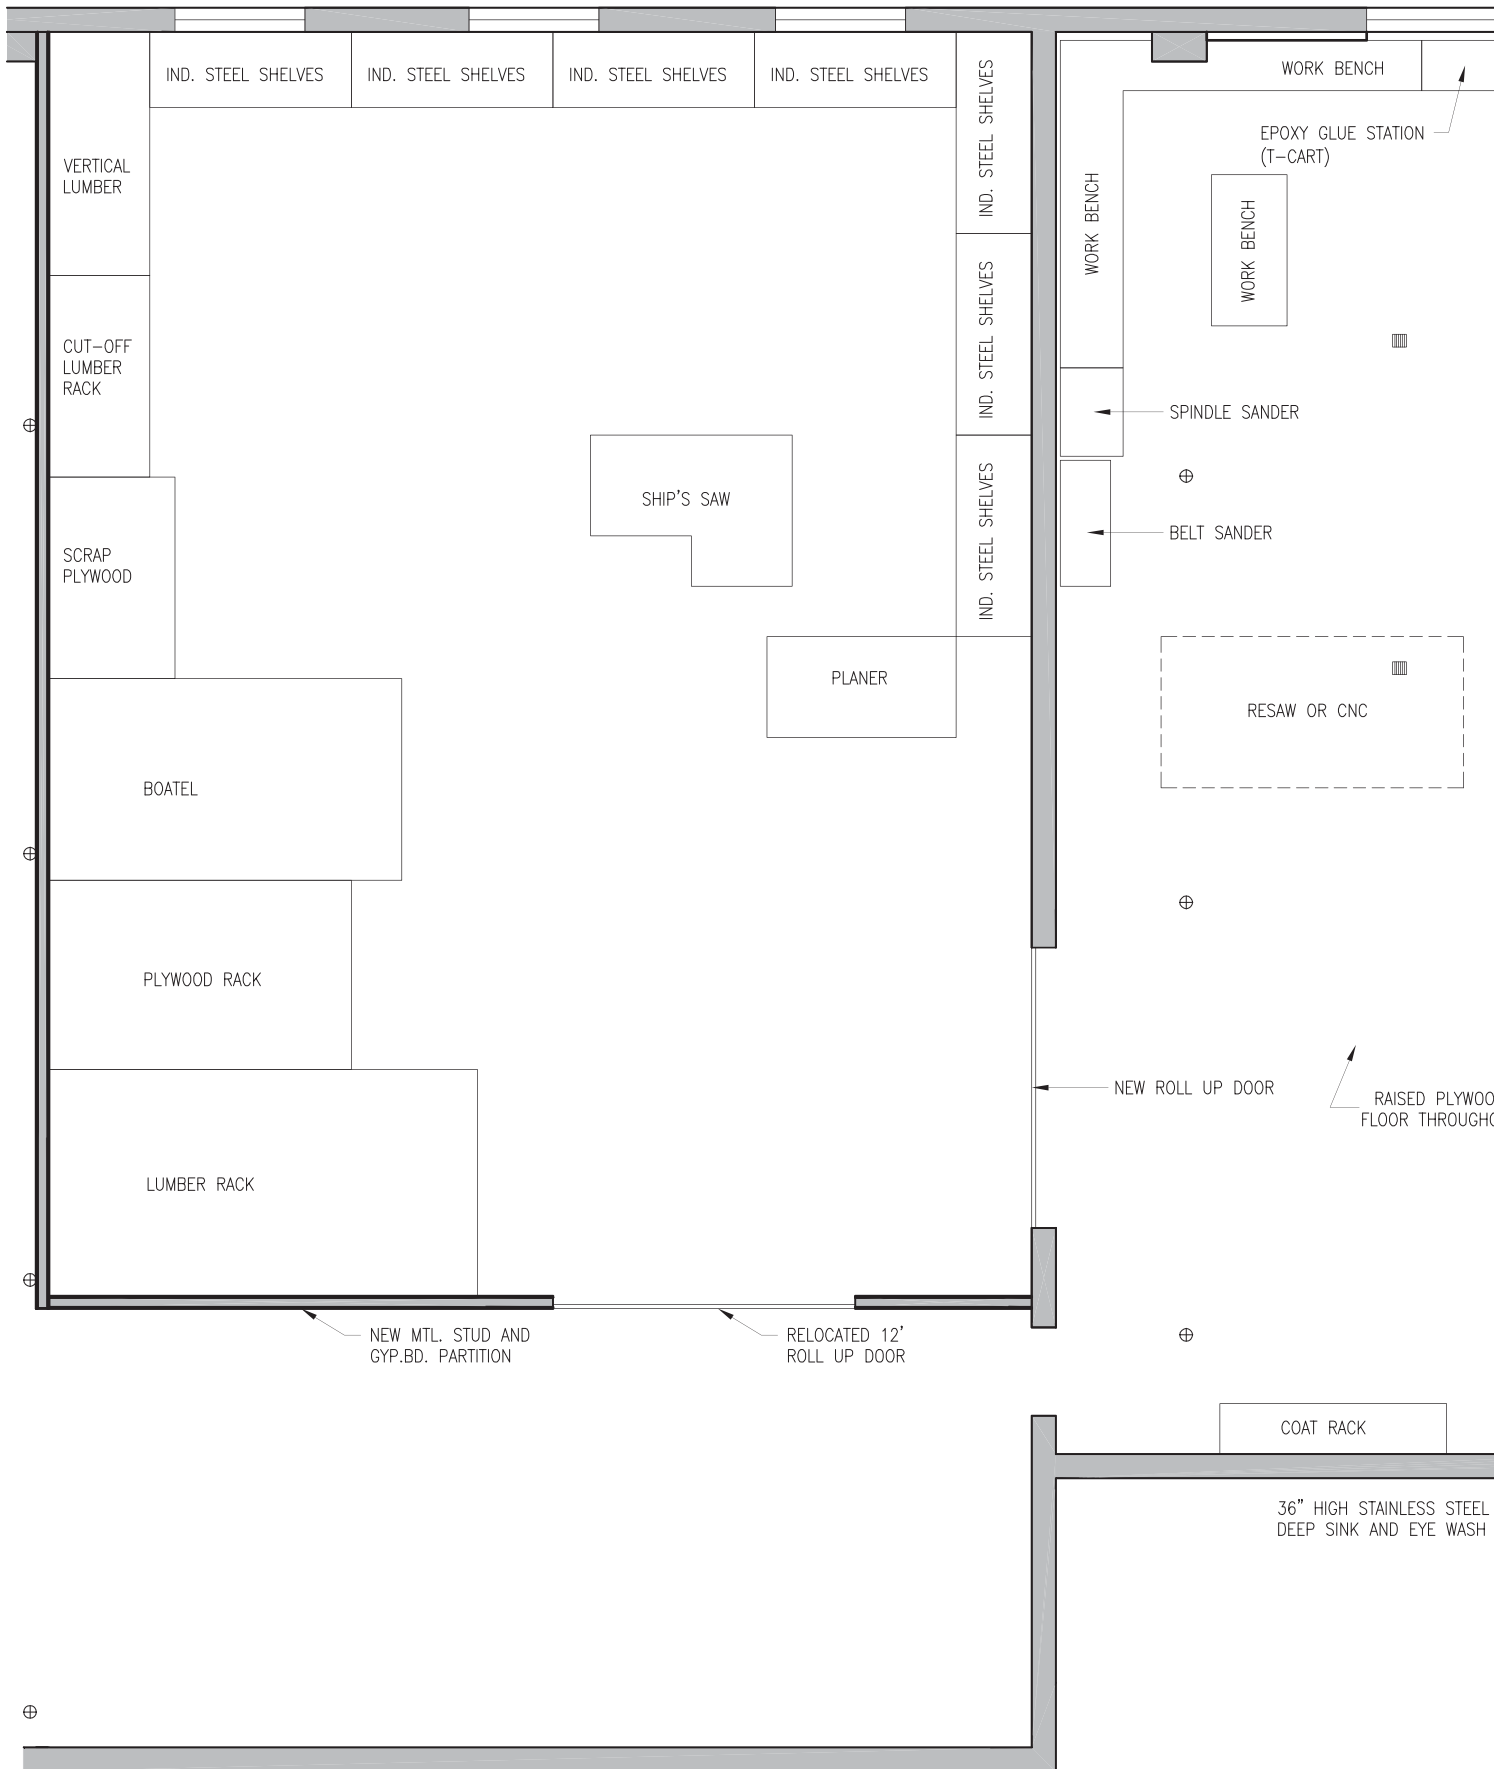 IND. STEEL SHELVES
IND. STEEL SHELVES
IND. STEEL SHELVES
IND. STEEL SHELVES
IND. STEEL SHELVES
IND. STEEL SHELVES
IND. STEEL SHELVES
VERTICAL
LUMBER
CUT-OFF
LUMBER
RACK
SCRAP
PLYWOOD
SHIP'S SAW
PLANER
BOATEL
PLYWOOD RACK
LUMBER RACK
NEW MTL. STUD AND
GYP.BD. PARTITION
RELOCATED 12'
ROLL UP DOOR
WORK BENCH
EPOXY GLUE STATION
(T-CART)
WORK BENCH
WORK BENCH
SPINDLE SANDER
BELT SANDER
RESAW OR CNC
NEW ROLL UP DOOR
RAISED PLYWOO
FLOOR THROUGHO
COAT RACK
36" HIGH STAINLESS STEEL
DEEP SINK AND EYE WASH